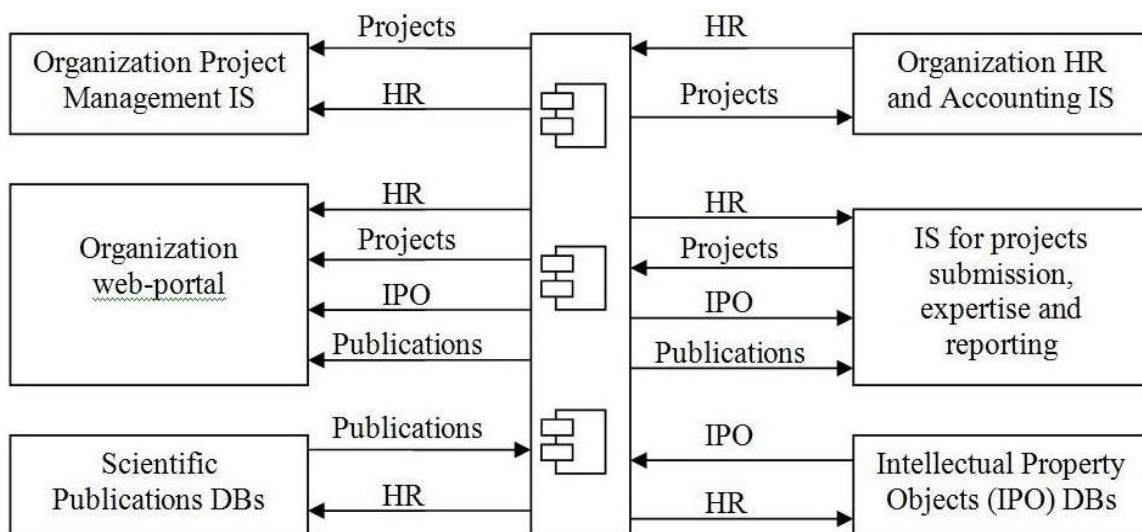 Projects
HR
Organization Project
Management IS
HR
Organization HR
and Accounting IS
Projects
HR
Projects
IPO
Publications
Organization
web-portal
HR
Projects
IPO
Publications
IS for projects
submission,
expertise and
reporting
Publications
HR
Scientific
Publications DBs
IPO
HR
Intellectual Property
Objects (IPO) DBs